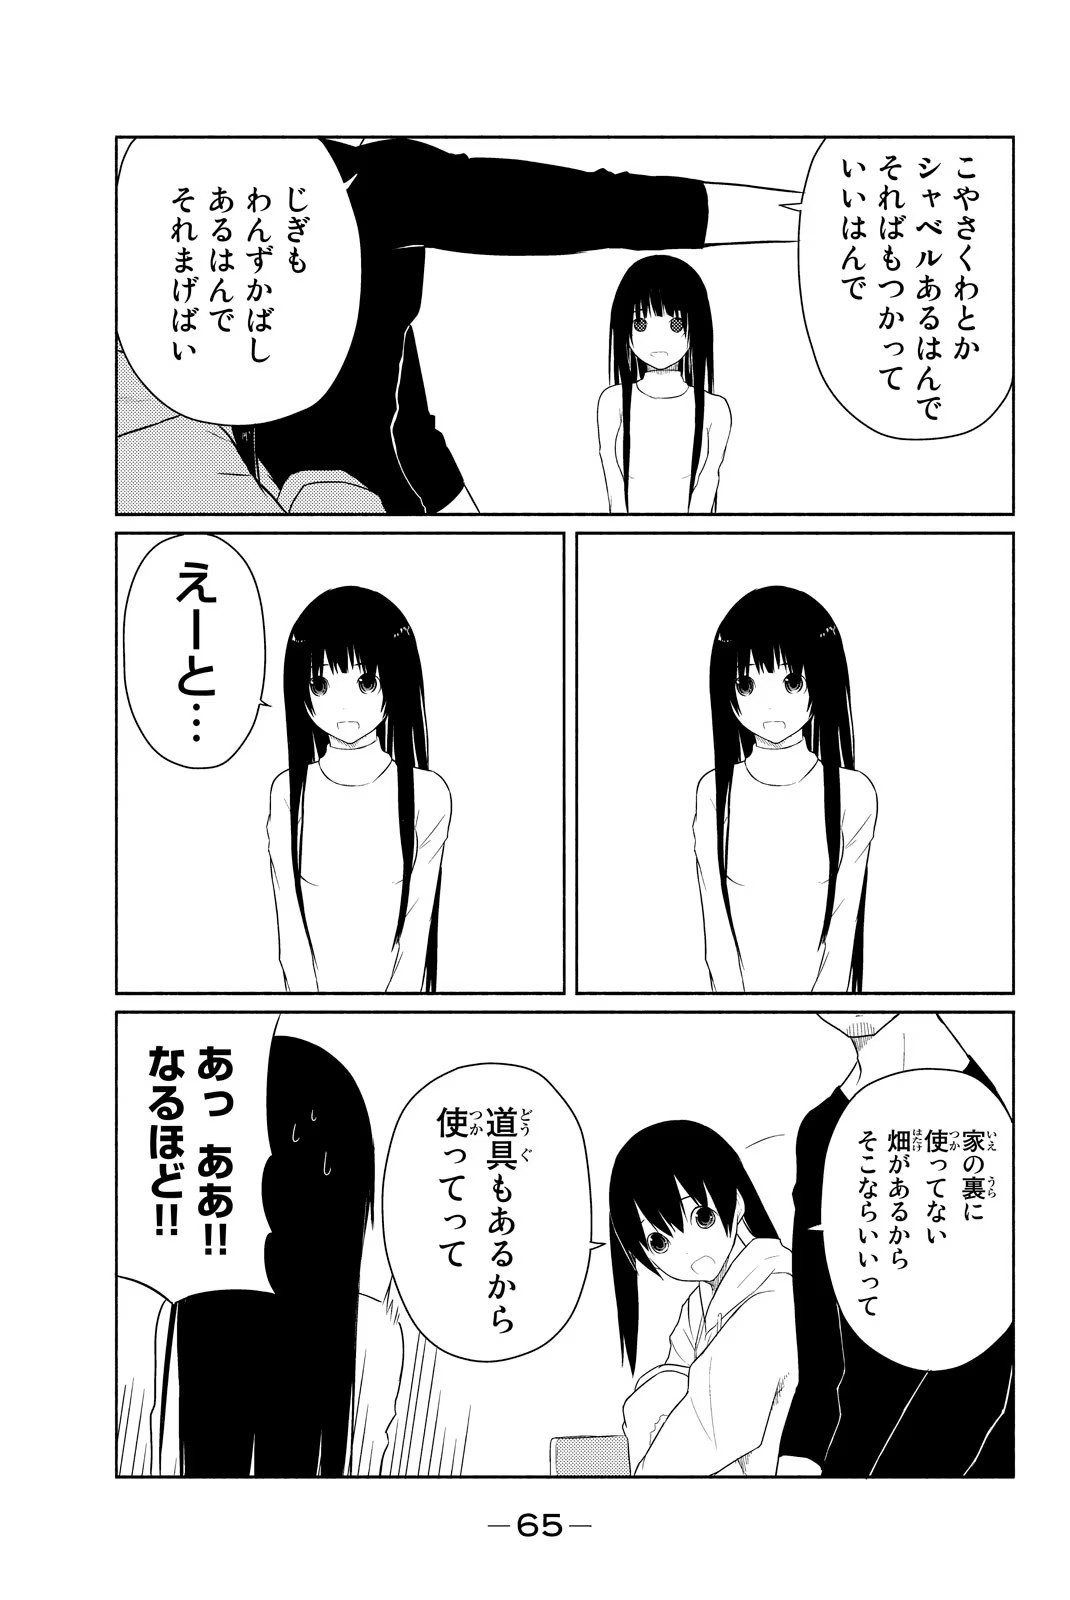 こやさくわとか
シャベルあるはんで
そればもつかって
いいはんで
じぎも
わんずかばし
あるはんで
それまげばい
えーと…
家の裏に
使ってない
畑があるから
そこならいいって
道具もあるから
使ってって
あっ ああ!!
なるほど!!
—65—